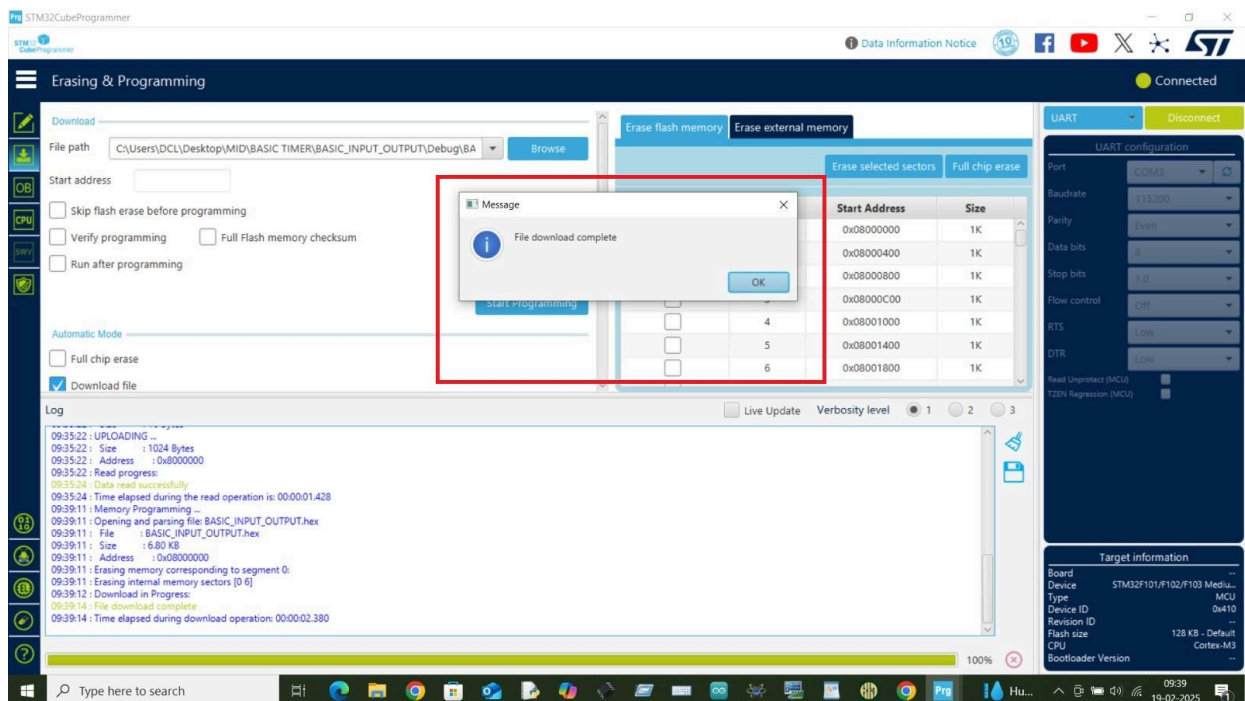 Prg STM32CubeProgrammer
STM32 CubeProgrammer
Data Information Notice
Erasing & Programming
Connected
Download
File path C:\Users\DCL\Desktop\MID\BASIC TIMER\BASIC_INPUT_OUTPUT\Debug\BA Browse
Start address
Skip flash erase before programming
Verify programming Full Flash memory checksum
Run after programming
Start Programming
Automatic Mode
Full chip erase
Download file
Message
File download complete
OK
Erase flash memory Erase external memory
Erase selected sectors Full chip erase
Start Address Size
0x08000000 1K
0x08000400 1K
0x08000800 1K
0x08000C00 1K
4 0x08001000 1K
5 0x08001400 1K
6 0x08001800 1K
UART Disconnect
UART configuration
Port COM3
Baudrate 115200
Parity Even
Data bits 8
Stop bits 1.0
Flow control Off
RTS Low
DTR Low
Read Unprotect (MCU)
TZEN Regression (MCU)
Log Live Update Verbosity level 1 2 3
09:35:22 : UPLOADING ...
09:35:22 : Size : 1024 Bytes
09:35:22 : Address : 0x8000000
09:35:22 : Read progress:
09:35:24 : Data read successfully
09:35:24 : Time elapsed during the read operation is: 00:00:01.428
09:39:11 : Memory Programming ...
09:39:11 : Opening and parsing file: BASIC_INPUT_OUTPUT.hex
09:39:11 : File : BASIC_INPUT_OUTPUT.hex
09:39:11 : Size : 6.80 KB
09:39:11 : Address : 0x08000000
09:39:11 : Erasing memory corresponding to segment 0:
09:39:11 : Erasing internal memory sectors [0 6]
09:39:12 : Download in Progress:
09:39:14 : File download complete
09:39:14 : Time elapsed during download operation: 00:00:02.380
100%
Target information
Board --
Device STM32F101/F102/F103 Mediu...
Type MCU
Device ID 0x410
Revision ID --
Flash size 128 KB - Default
CPU Cortex-M3
Bootloader Version --
OB
CPU
SWV
Type here to search
Prg
Hu...
09:39
19-02-2025